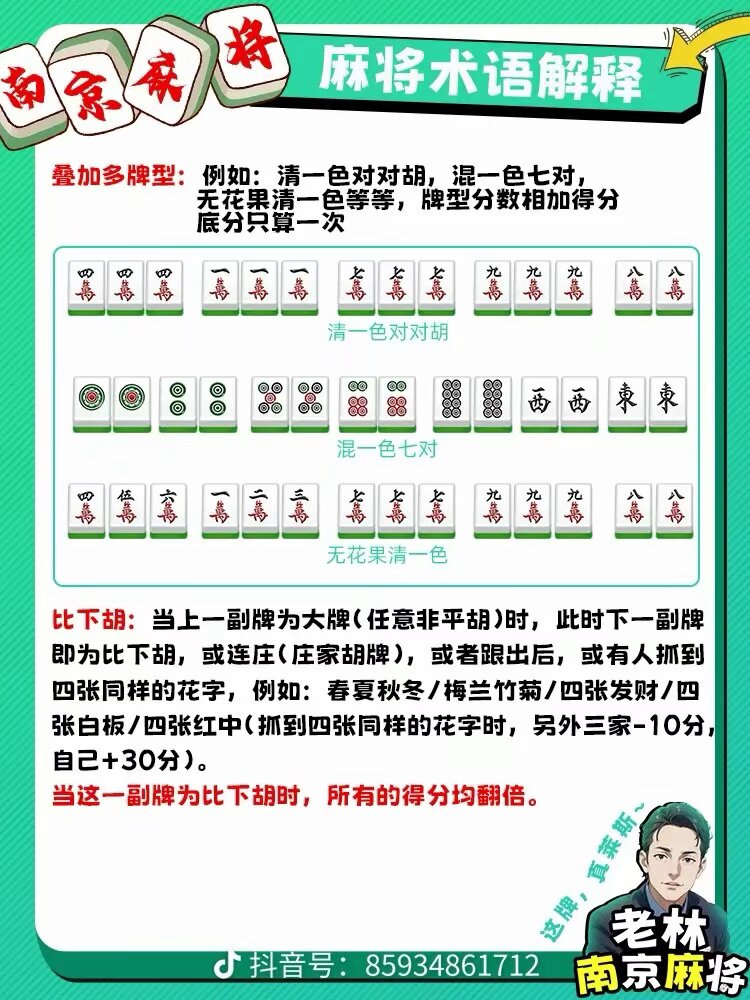 南京麻将
麻将术语解释
叠加多牌型：例如：清一色对对胡，混一色七对，
无花果清一色等等，牌型分数相加得分
底分只算一次
四萬 四萬 四萬 一萬 一萬 一萬 七萬 七萬 七萬 九萬 九萬 九萬 八萬 八萬
清一色对对胡
西 西 東 東
混一色七对
四萬 伍萬 六萬 一萬 二萬 三萬 七萬 七萬 七萬 九萬 九萬 九萬 八萬 八萬
无花果清一色
比下胡：当上一副牌为大牌(任意非平胡)时，此时下一副牌
即为比下胡，或连庄(庄家胡牌)，或者跟出后，或有人抓到
四张同样的花字，例如：春夏秋冬/梅兰竹菊/四张发财/四
张白板/四张红中(抓到四张同样的花字时，另外三家-10分，
自己+30分)。
当这一副牌为比下胡时，所有的得分均翻倍。
这牌，真莱斯~
老林
南京麻将
抖音号：85934861712